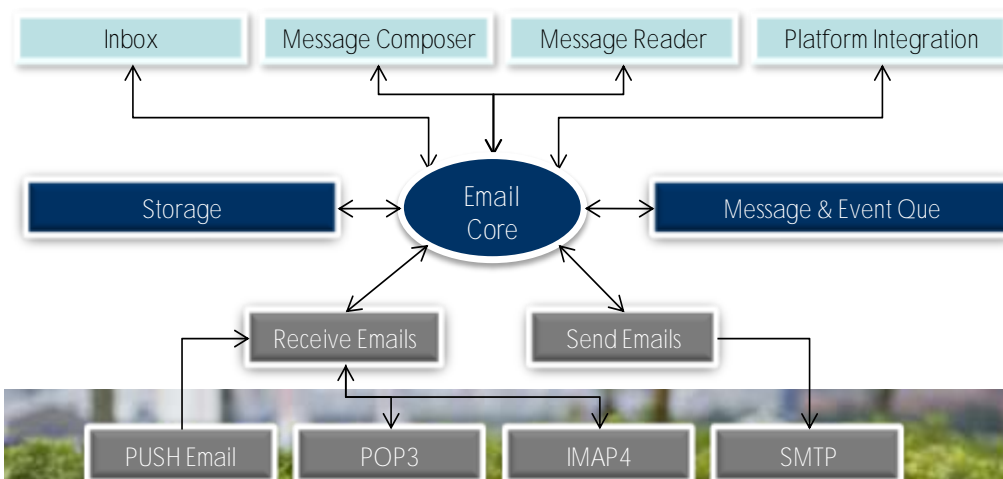 Inbox
Message Composer
Message Reader
Platform Integration
Storage
Email
Core
Message & Event Que
Receive Emails
Send Emails
PUSH Email
POP3
IMAP4
SMTP